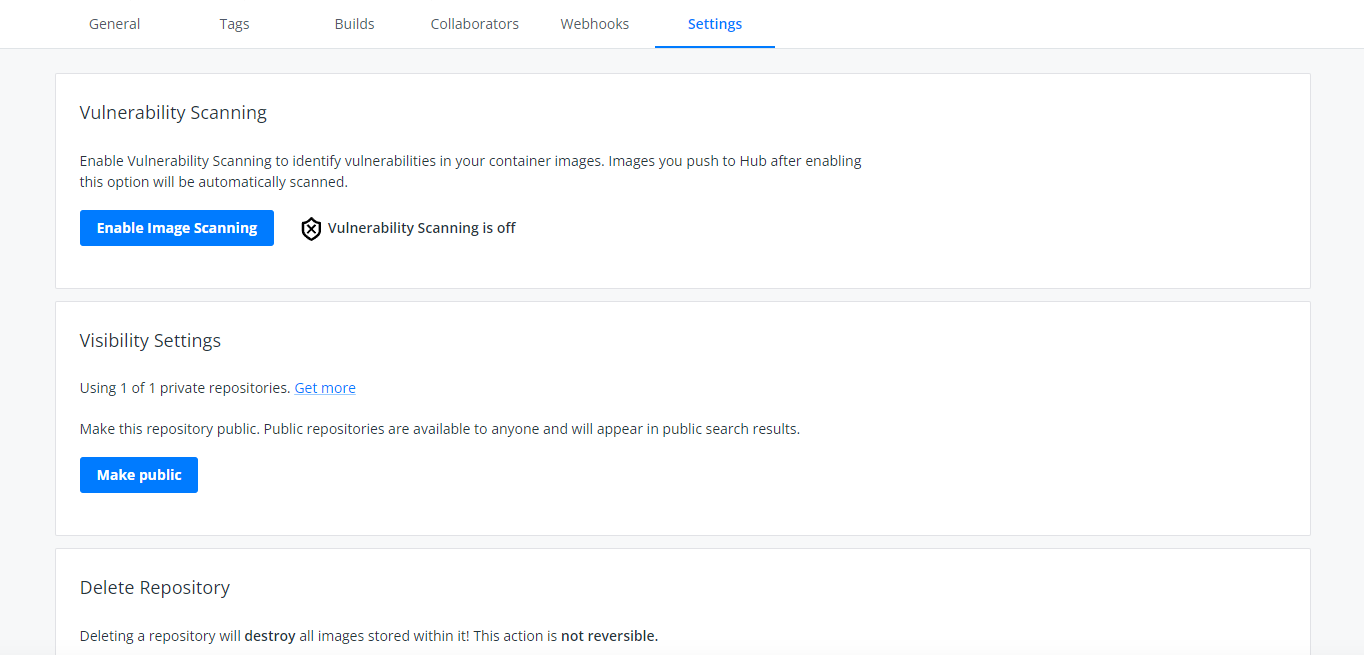 General Tags Builds Collaborators Webhooks Settings
Vulnerability Scanning
Enable Vulnerability Scanning to identify vulnerabilities in your container images. Images you push to Hub after enabling
this option will be automatically scanned.
Enable Image Scanning Vulnerability Scanning is off
Visibility Settings
Using 1 of 1 private repositories. Get more
Make this repository public. Public repositories are available to anyone and will appear in public search results.
Make public
Delete Repository
Deleting a repository will destroy all images stored within it! This action is not reversible.